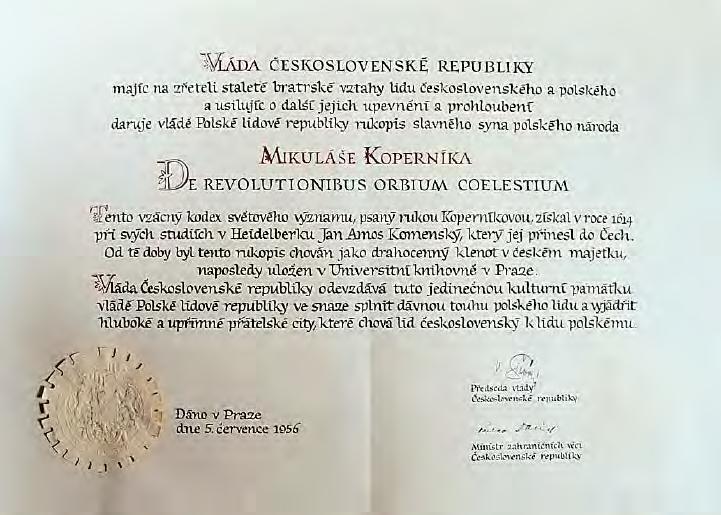 VLÁDA ČESKOSLOVENSKÉ REPUBLIKY
majíc na zřeteli staleté bratrské vztahy lidu československého a polského
a usilujíc o další jejich upevnění a prohloubení
daruje vládě Polské lidové republiky rukopis slavného syna polského národa
MIKULÁŠE KOPERNÍKA
DE REVOLUTIONIBUS ORBIUM COELESTIUM
Tento vzácný kodex světového významu, psaný rukou Koperníkovou, získal v roce 1614
při svých studiích v Heidelberku Jan Amos Komenský, který jej přinesl do Čech.
Od té doby byl tento rukopis chován jako drahocenný klenot v českém majetku,
naposledy uložen v Universitní knihovně v Praze.
Vláda Československé republiky odevzdává tuto jedinečnou kulturní památku
vládě Polské lidové republiky ve snaze splnit dávnou touhu polského lidu a vyjádřit
hluboké a upřímné přátelské city, které chová lid československý k lidu polskému.
Dáno v Praze
dne 5. července 1956
Předseda vlády
Československé republiky
Ministr zahraničních věcí
Československé republiky